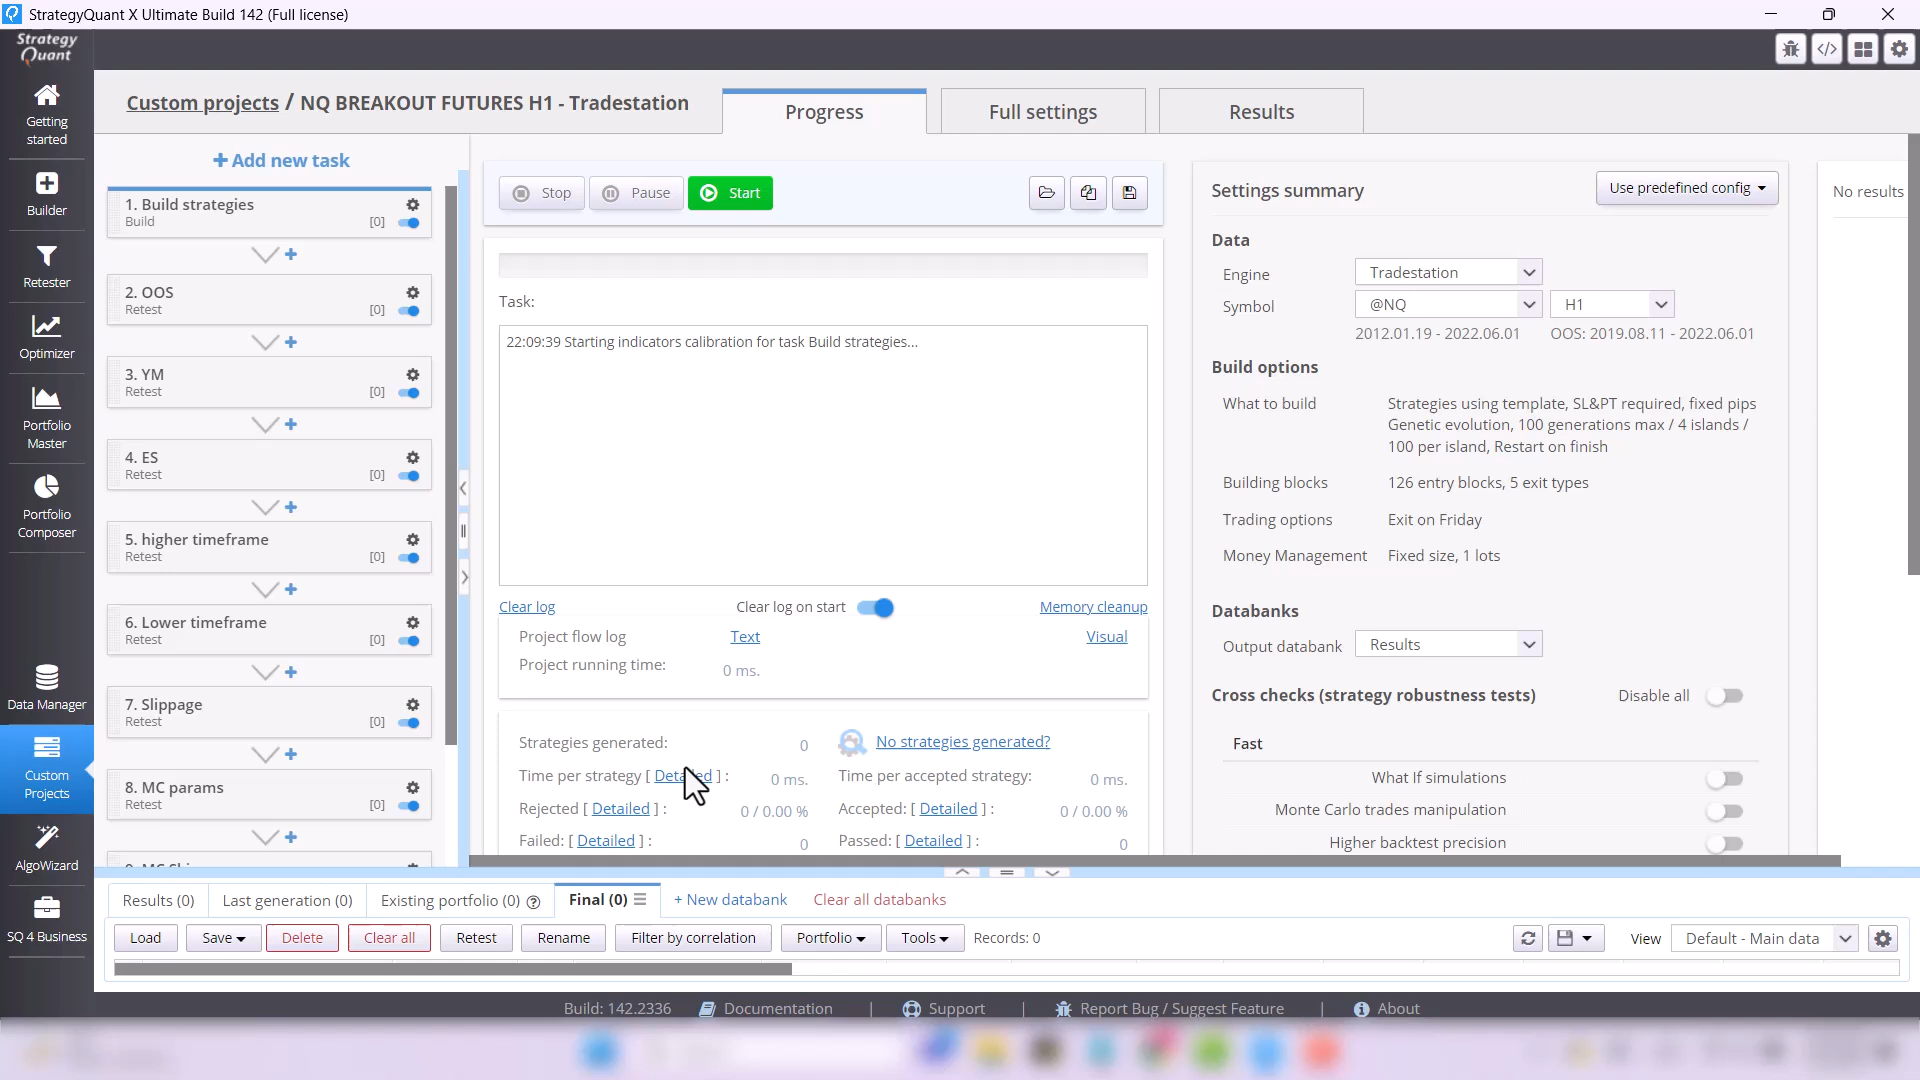 StrategyQuant X Ultimate Build 142 (Full license)
Strategy
Quant
Getting
started
Builder
Retester
Optimizer
Portfolio
Master
Portfolio
Composer
Data Manager
Custom
Projects
AlgoWizard
SQ 4 Business
Custom projects / NQ BREAKOUT FUTURES H1 - Tradestation
Progress
Full settings
Results
+ Add new task
1. Build strategies
Build [0]
2. OOS
Retest [0]
3. YM
Retest [0]
4. ES
Retest [0]
5. higher timeframe
Retest [0]
6. Lower timeframe
Retest [0]
7. Slippage
Retest [0]
8. MC params
Retest [0]
Stop
Pause
Start
Task:
22:09:39 Starting indicators calibration for task Build strategies...
Clear log
Clear log on start
Memory cleanup
Project flow log
Text
Visual
Project running time:
0 ms.
Strategies generated: 0
No strategies generated?
Time per strategy [ Detailed ] : 0 ms.
Time per accepted strategy: 0 ms.
Rejected [ Detailed ] : 0 / 0.00 %
Accepted: [ Detailed ] : 0 / 0.00 %
Failed: [ Detailed ] : 0
Passed: [ Detailed ] : 0
Settings summary
Use predefined config
Data
Engine Tradestation
Symbol @NQ H1
2012.01.19 - 2022.06.01 OOS: 2019.08.11 - 2022.06.01
Build options
What to build Strategies using template, SL&PT required, fixed pips
Genetic evolution, 100 generations max / 4 islands /
100 per island, Restart on finish
Building blocks 126 entry blocks, 5 exit types
Trading options Exit on Friday
Money Management Fixed size, 1 lots
Databanks
Output databank Results
Cross checks (strategy robustness tests) Disable all
Fast
What If simulations
Monte Carlo trades manipulation
Higher backtest precision
No results
Results (0)
Last generation (0)
Existing portfolio (0) ?
Final (0)
+ New databank
Clear all databanks
Load
Save
Delete
Clear all
Retest
Rename
Filter by correlation
Portfolio
Tools
Records: 0
View
Default - Main data
Build: 142.2336
Documentation
|
Support
|
Report Bug / Suggest Feature
|
About